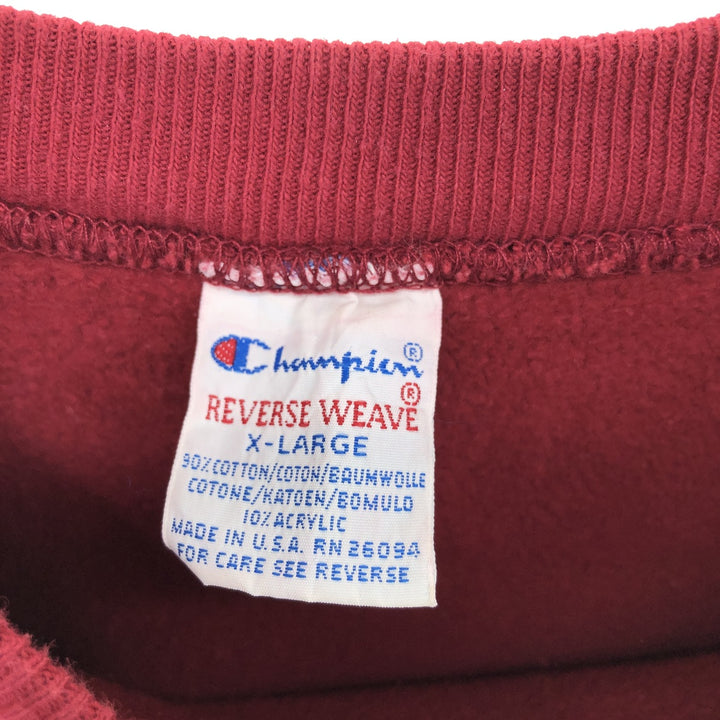 Champion®
REVERSE WEAVE®
X-LARGE
90% COTTON/COTON/BAUMWOLLE
COTONE/KATOEN/BOMULD
10% ACRYLIC
MADE IN U.S.A. RN 26094
FOR CARE SEE REVERSE